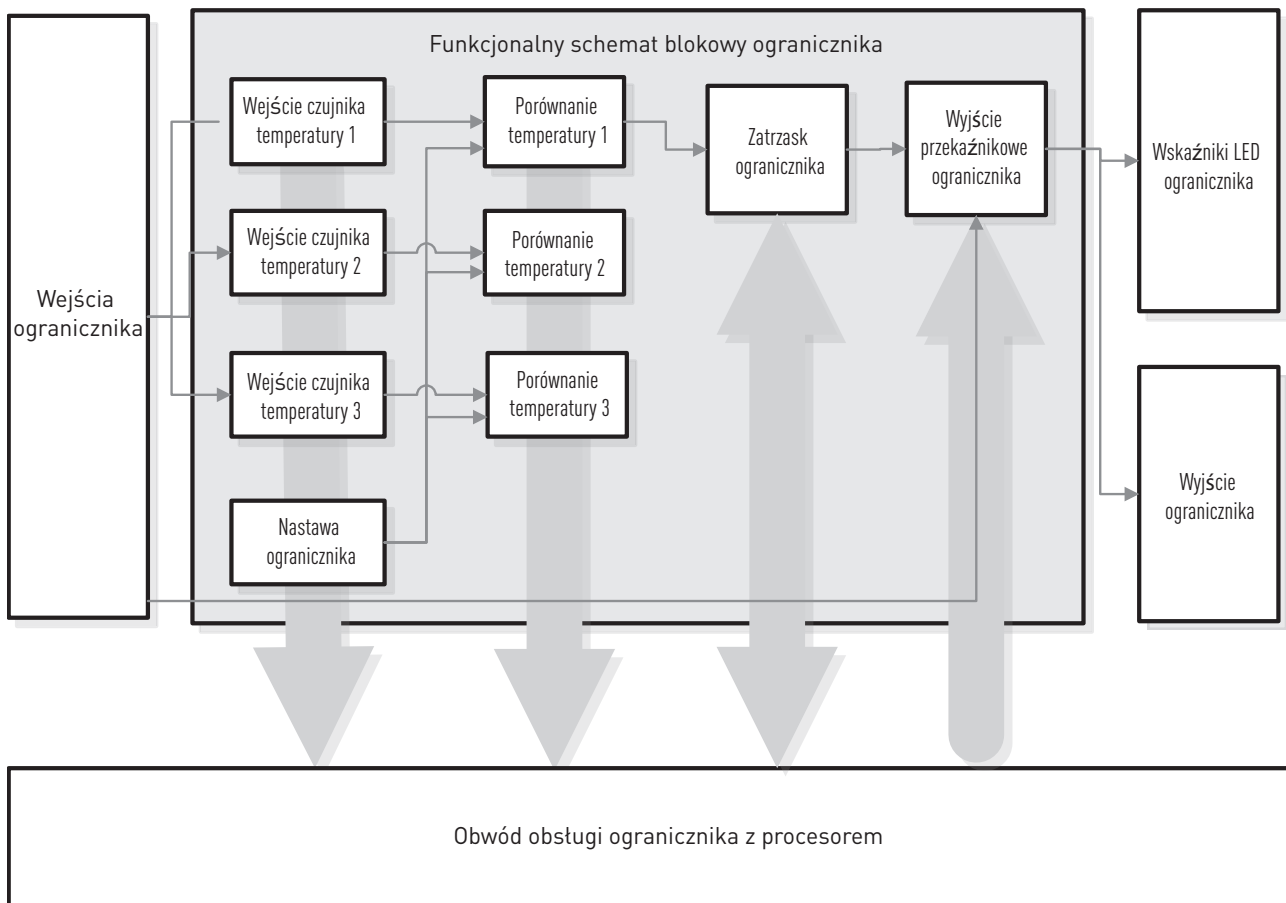 Funkcjonalny schemat blokowy ogranicznika
Wejścia
ogranicznika
Wejście czujnika
temperatury 1
Porównanie
temperatury 1
Zatrzask
ogranicznika
Wyjście
przekaźnikowe
ogranicznika
Wskaźniki LED
ogranicznika
Wejście czujnika
temperatury 2
Porównanie
temperatury 2
Wejście czujnika
temperatury 3
Porównanie
temperatury 3
Nastawa
ogranicznika
Wyjście
ogranicznika
Obwód obsługi ogranicznika z procesorem